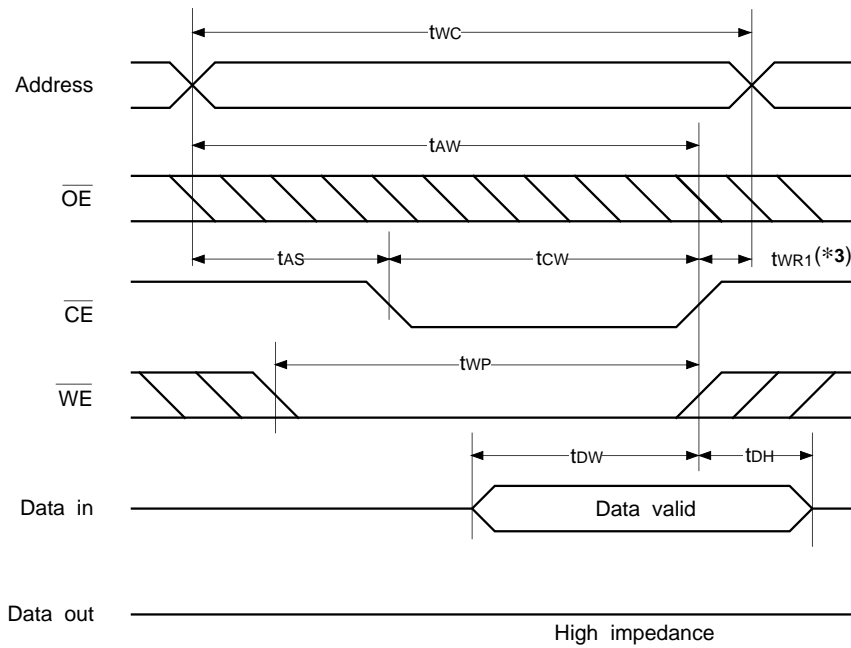 tWC
Address
tAW
OE
tAS tCW tWR1(*3)
CE
tWP
WE
tDW tDH
Data in Data valid
Data out
High impedance